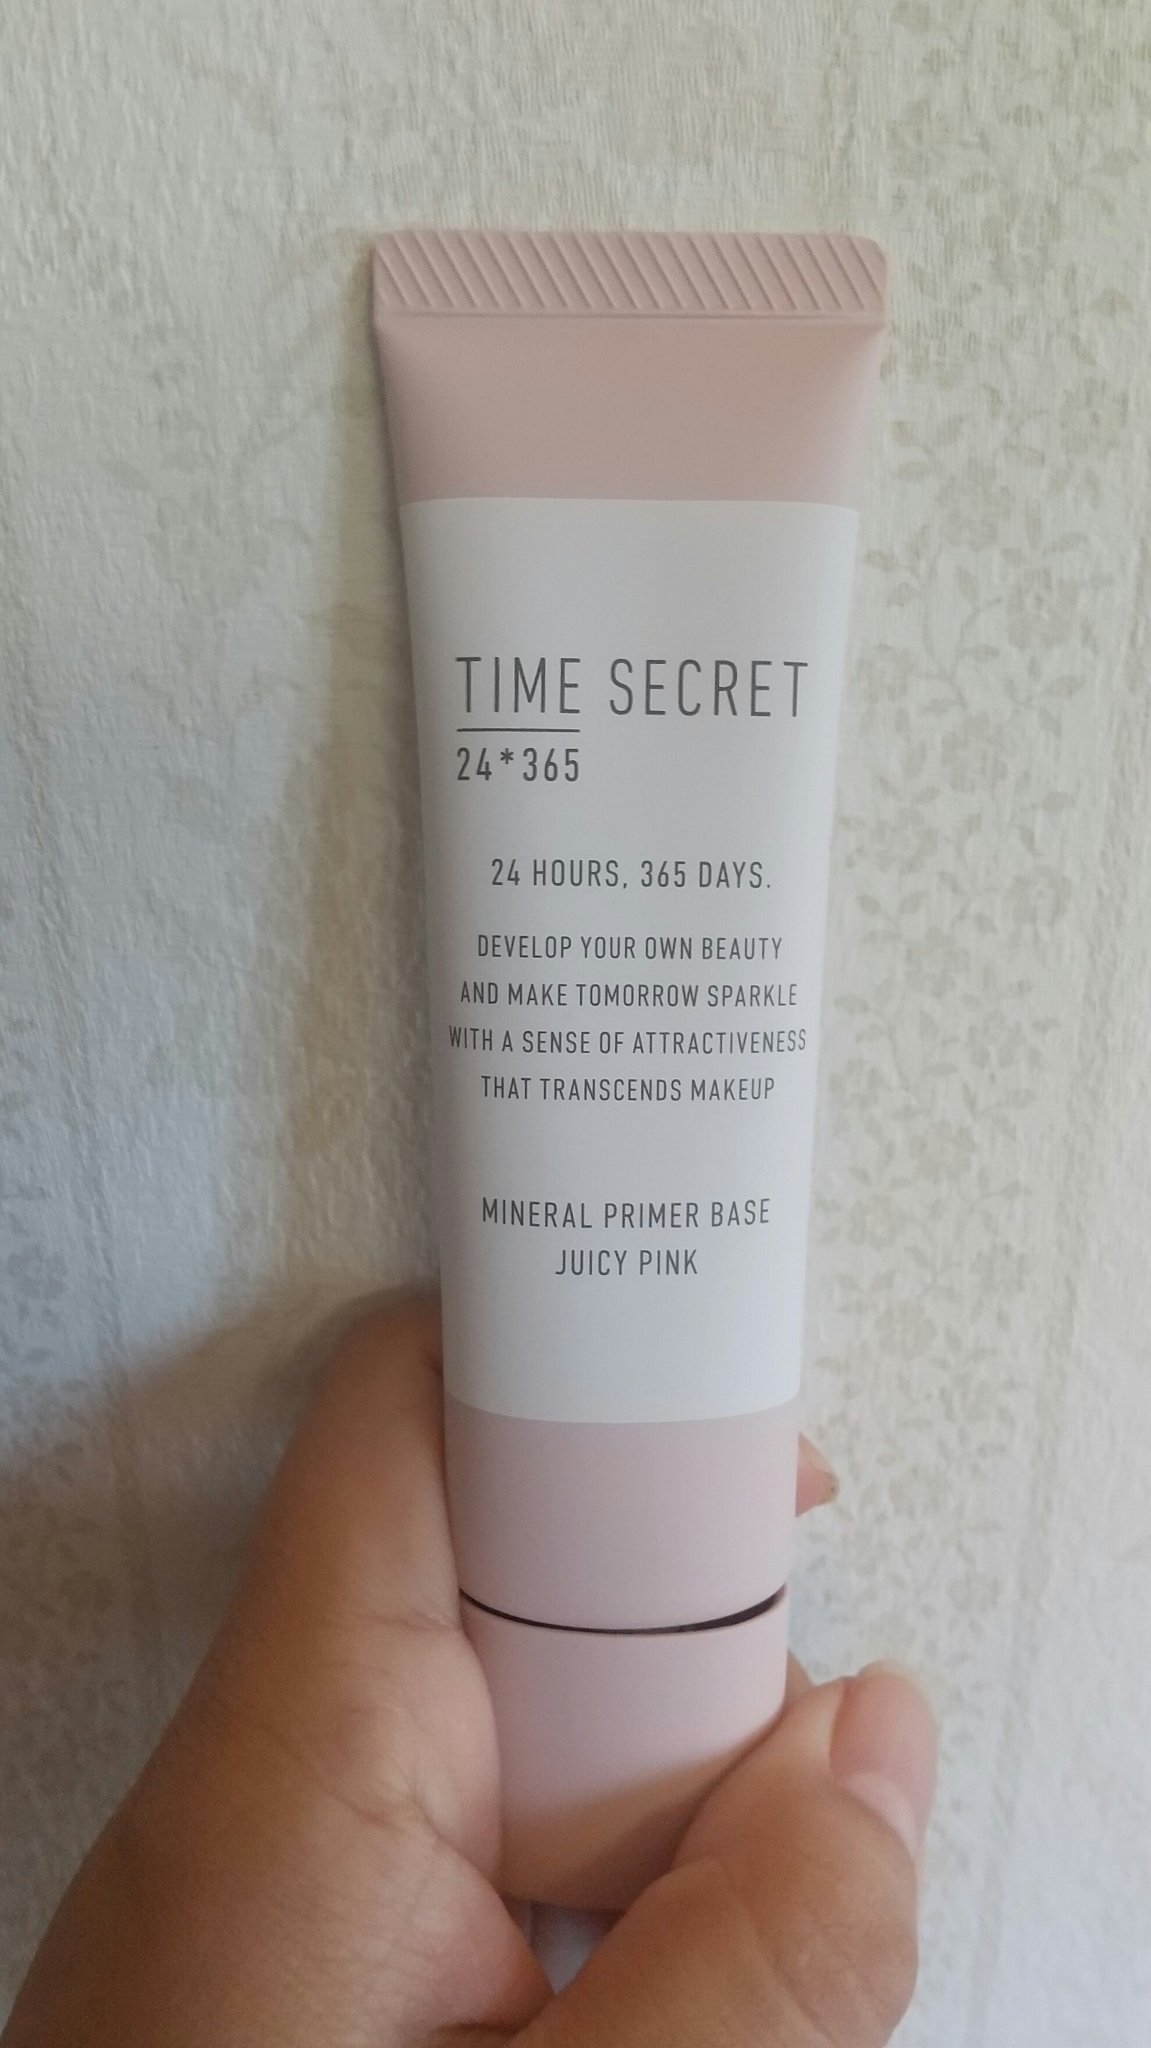 TIME SECRET
24*365
24 HOURS, 365 DAYS.
DEVELOP YOUR OWN BEAUTY
AND MAKE TOMORROW SPARKLE
WITH A SENSE OF ATTRACTIVENESS
THAT TRANSCENDS MAKEUP
MINERAL PRIMER BASE
JUICY PINK